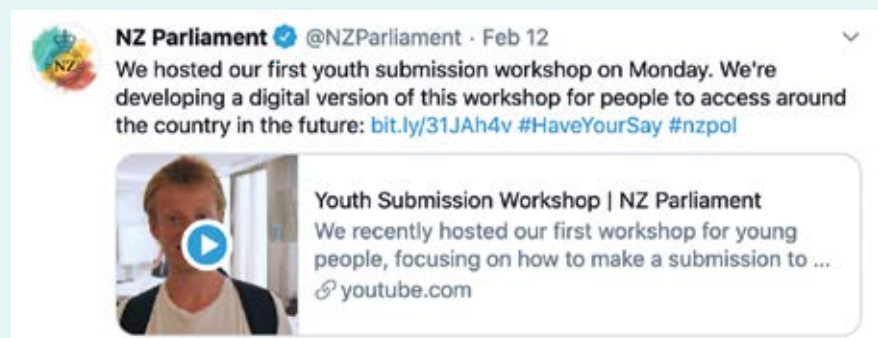 NZ
NZ Parliament @NZParliament · Feb 12
We hosted our first youth submission workshop on Monday. We're
developing a digital version of this workshop for people to access around
the country in the future: bit.ly/31JAh4v #HaveYourSay #nzpol
Youth Submission Workshop | NZ Parliament
We recently hosted our first workshop for young
people, focusing on how to make a submission to ...
youtube.com